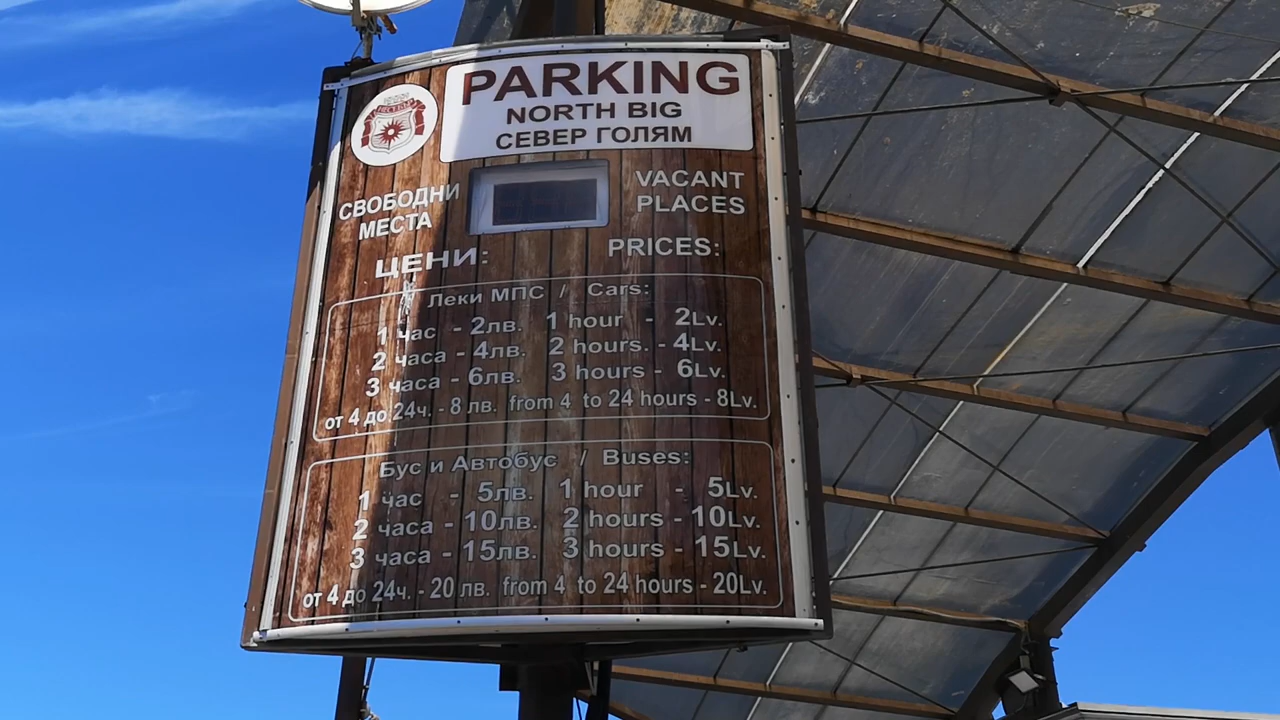 PARKING
NORTH BIG
СЕВЕР ГОЛЯМ
СВОБОДНИ МЕСТА
VACANT PLACES
ЦЕНИ: PRICES:
Леки МПС / Cars:
1 час - 2лв. 1 hour - 2Lv.
2 часа - 4лв. 2 hours. - 4Lv.
3 часа - 6лв. 3 hours - 6Lv.
от 4 до 24ч. - 8 лв. from 4 to 24 hours - 8Lv.
Бус и Автобус / Buses:
1 час - 5лв. 1 hour - 5Lv.
2 часа - 10лв. 2 hours - 10Lv.
3 часа - 15лв. 3 hours - 15Lv.
от 4 до 24ч. - 20 лв. from 4 to 24 hours - 20Lv.